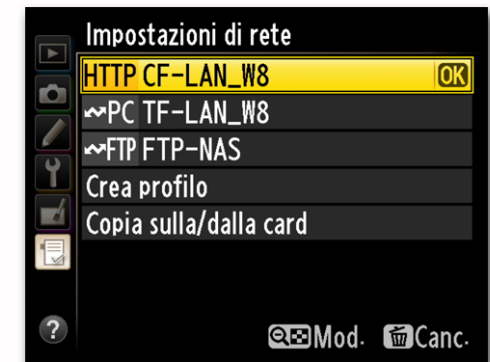 Impostazioni di rete
HTTP CF-LAN_W8 OK
PC TF-LAN_W8
FTP FTP-NAS
Crea profilo
Copia sulla/dalla card
? Mod. Canc.